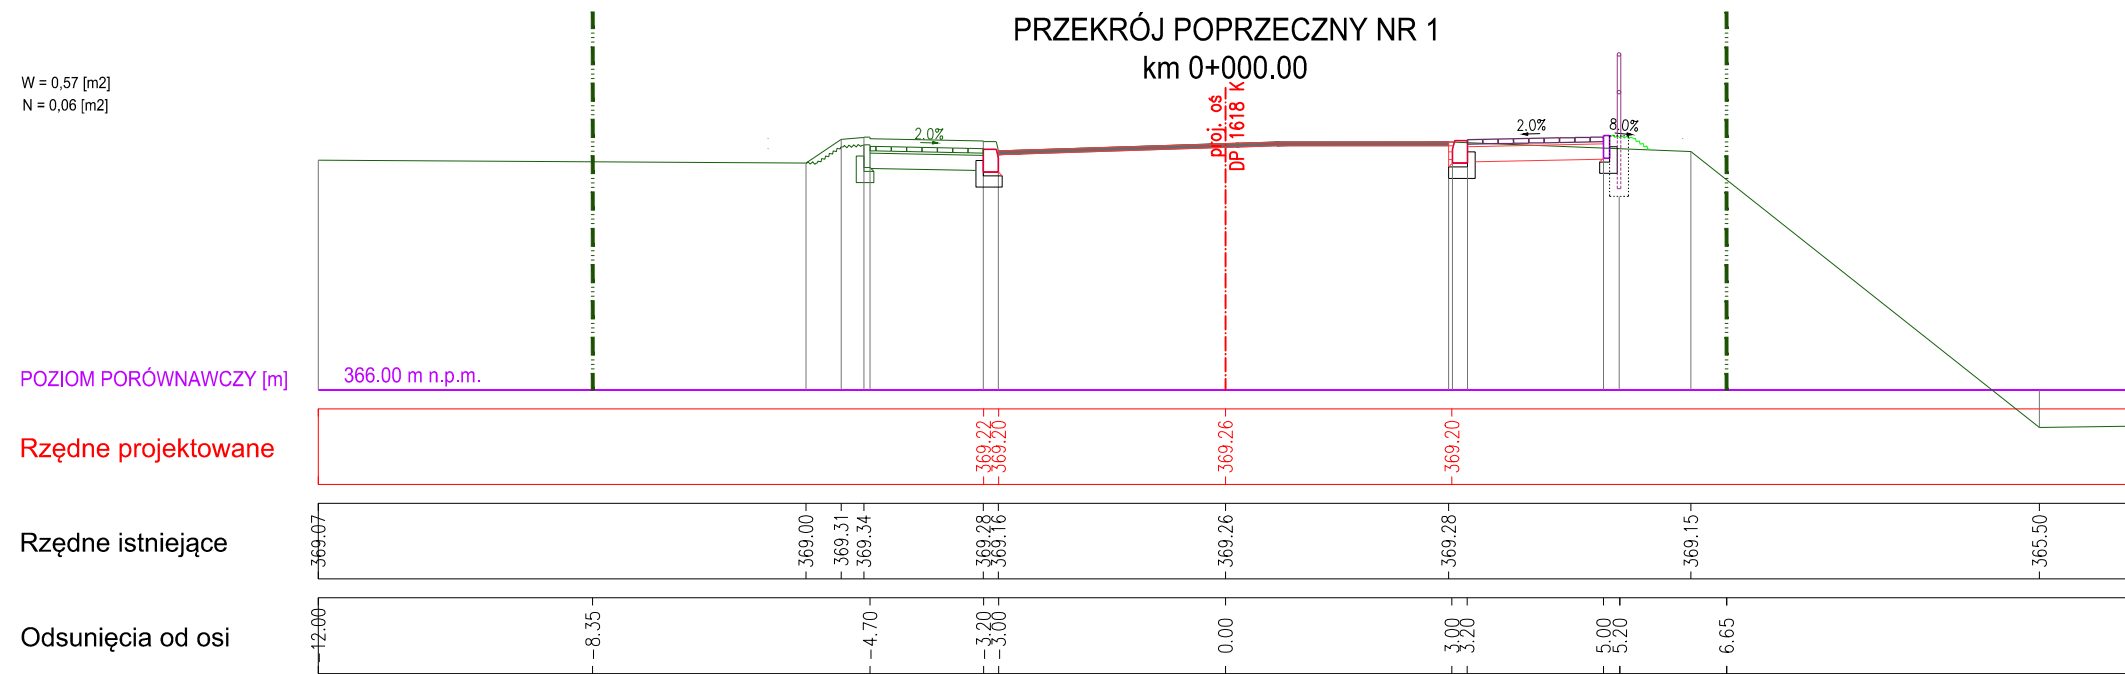 PRZEKRÓJ POPRZECZNY NR 1
km 0+000.00
W = 0,57 [m2]
N = 0,06 [m2]
proj. oś
DP 1618 K
2.0%
2.0%
8.0%
POZIOM PORÓWNAWCZY [m]
366.00 m n.p.m.
Rzędne projektowane
369.22
369.20
369.26
369.20
Rzędne istniejące
369.07
369.00
369.31
369.34
369.28
369.16
369.26
369.28
369.15
365.50
Odsunięcia od osi
-12.00
-8.35
-4.70
-3.20
-3.00
0.00
3.00
3.20
5.00
5.20
6.65